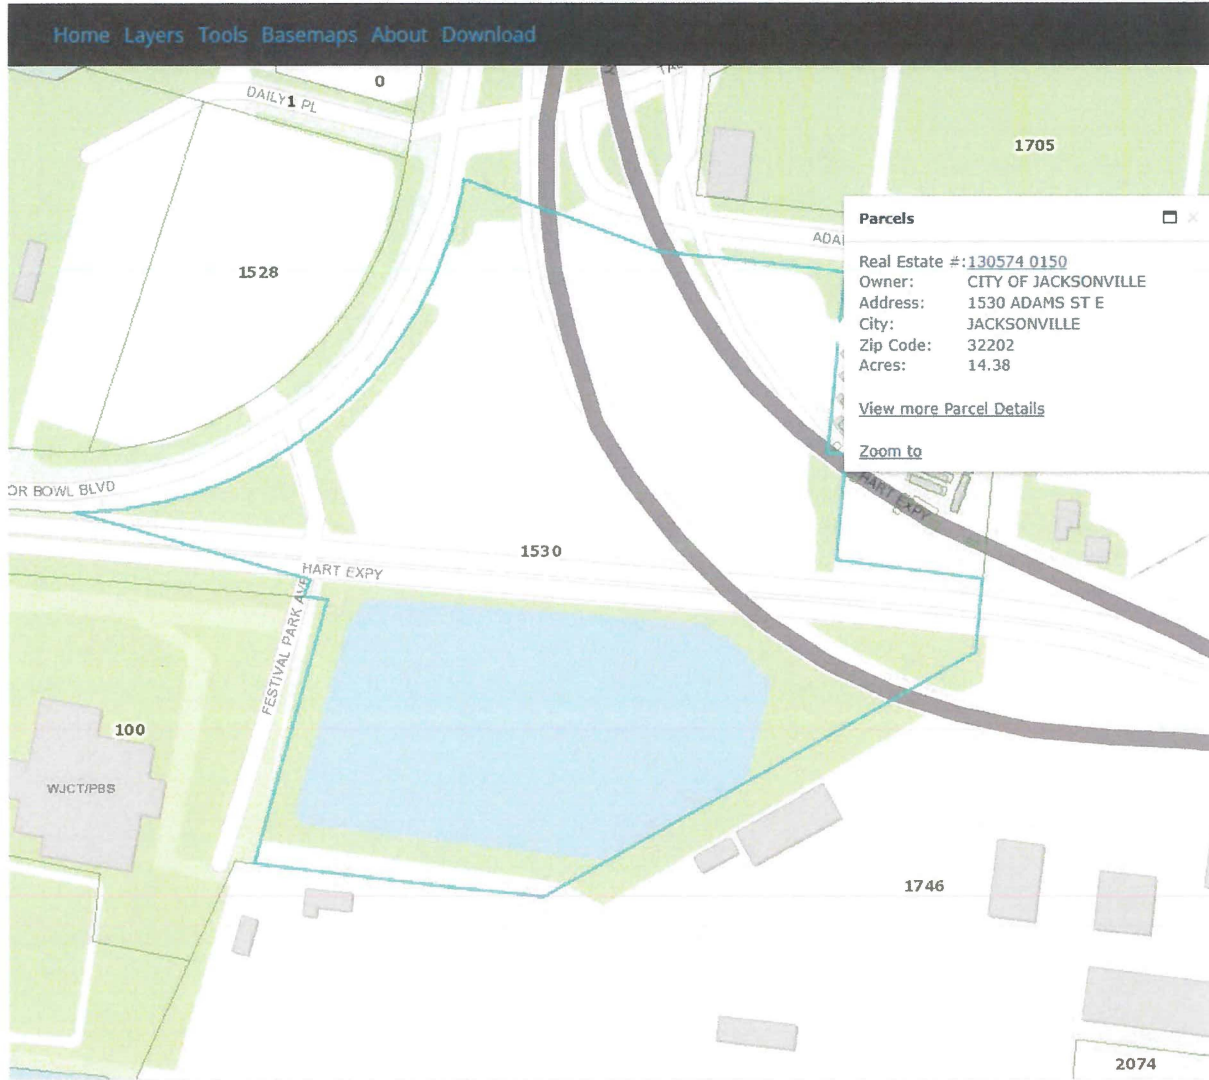 Home Layers Tools Basemaps About Download
0
DAILY 1 PL
1705
Parcels
ADA
1528
Real Estate #: 130574 0150
Owner: CITY OF JACKSONVILLE
Address: 1530 ADAMS ST E
City: JACKSONVILLE
Zip Code: 32202
Acres: 14.38
View more Parcel Details
Zoom to
OR BOWL BLVD
HART EXPY
1530
HART EXPY
FESTIVAL PARK AVE
100
WJCT/PBS
1746
2074